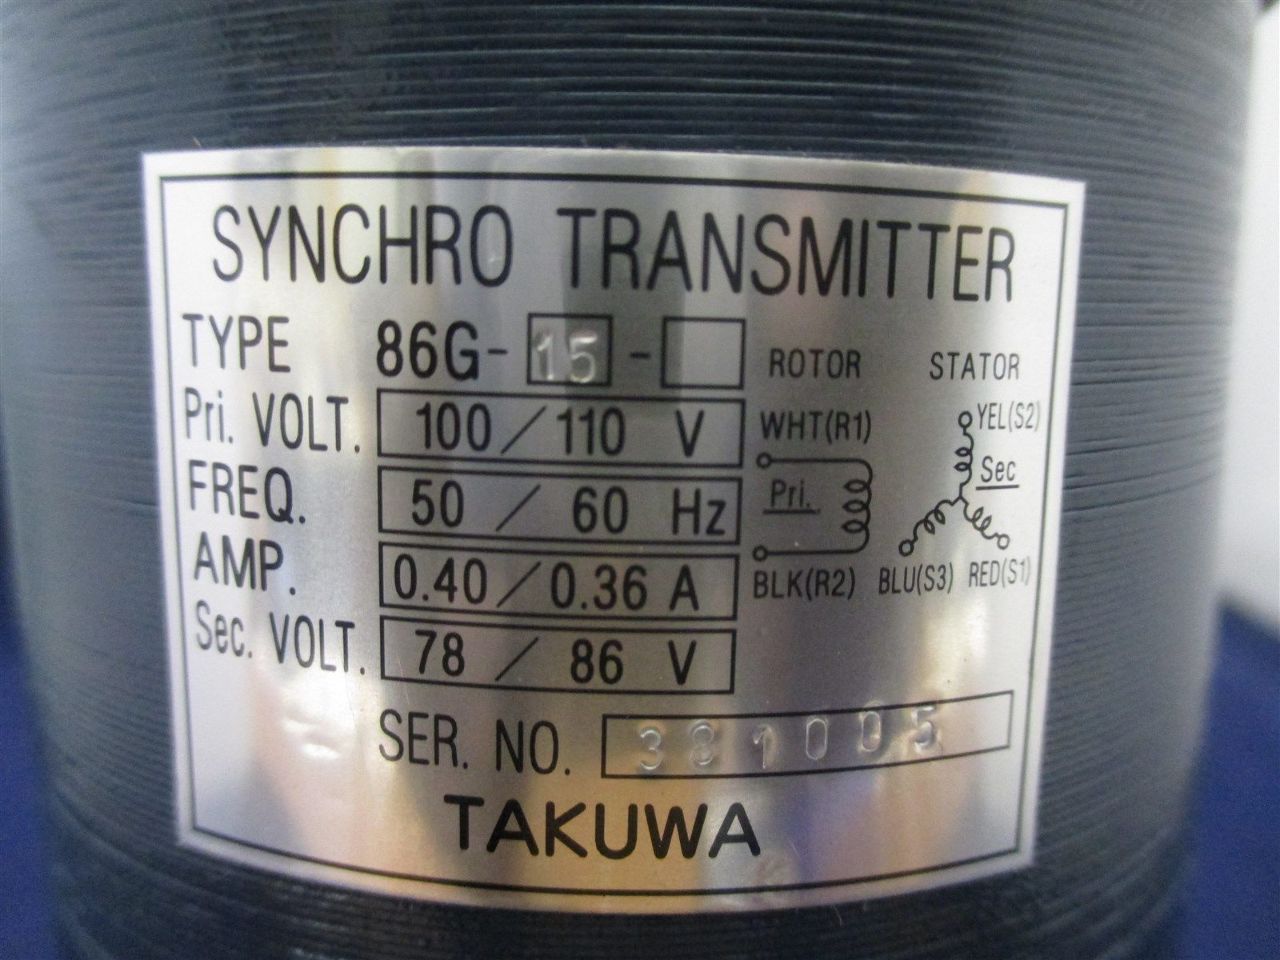 SYNCHRO TRANSMITTER
TYPE 86G-15-
Pri. VOLT. 100/110 V
FREQ. 50/60 Hz
AMP. 0.40/0.36 A
Sec. VOLT. 78/86 V
ROTOR STATOR
WHT(R1) YEL(S2)
Pri. Sec
BLK(R2) BLU(S3) RED(S1)
SER. NO. 381005
TAKUWA